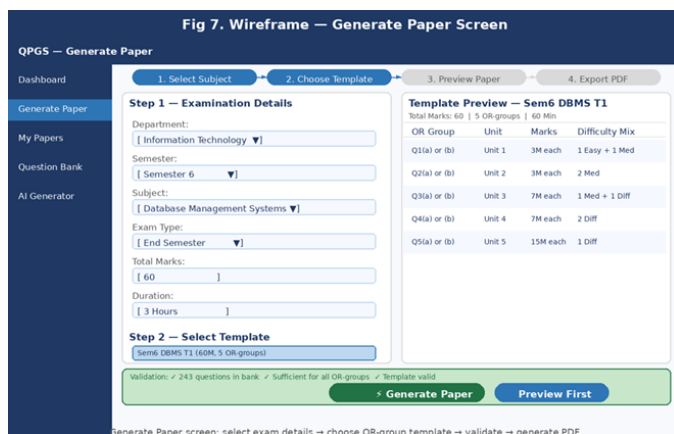 Fig 7. Wireframe — Generate Paper Screen
QPGS — Generate Paper
Dashboard
Generate Paper
My Papers
Question Bank
AI Generator
1. Select Subject
2. Choose Template
3. Preview Paper
4. Export PDF
Step 1 — Examination Details
Department:
[ Information Technology ▼]
Semester:
[ Semester 6 ▼]
Subject:
[ Database Management Systems ▼]
Exam Type:
[ End Semester ▼]
Total Marks:
[ 60 ]
Duration:
[ 3 Hours ]
Step 2 — Select Template
Sem6 DBMS T1 (60M, 5 OR-groups)
Template Preview — Sem6 DBMS T1
Total Marks: 60 | 5 OR-groups | 60 Min
OR Group Unit Marks Difficulty Mix
Q1(a) or (b) Unit 1 3M each 1 Easy + 1 Med
Q2(a) or (b) Unit 2 3M each 2 Med
Q3(a) or (b) Unit 3 7M each 1 Med + 1 Diff
Q4(a) or (b) Unit 4 7M each 2 Diff
Q5(a) or (b) Unit 5 15M each 1 Diff
Validation: ✓ 243 questions in bank ✓ Sufficient for all OR-groups ✓ Template valid
⚡ Generate Paper
Preview First
Generate Paper screen: select exam details → choose OR-group template → validate → generate PDF